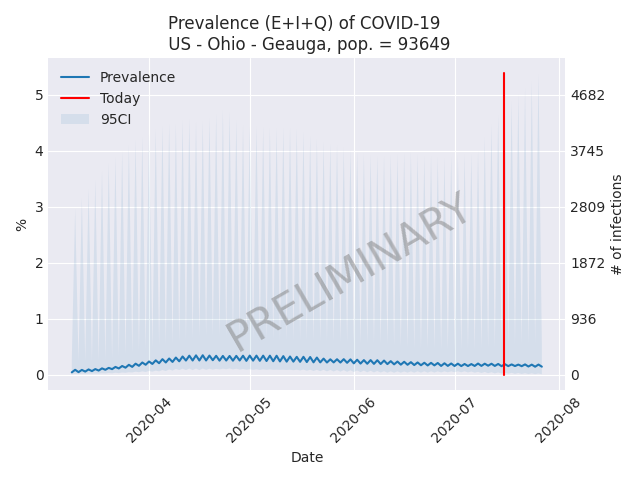 Prevalence (E+I+Q) of COVID-19
US - Ohio - Geauga, pop. = 93649
Prevalence
Today
95CI
5
4
3
2
1
0
%
4682
3745
2809
1872
936
0
# of infections
PRELIMINARY
2020-04
2020-05
2020-06
2020-07
2020-08
Date